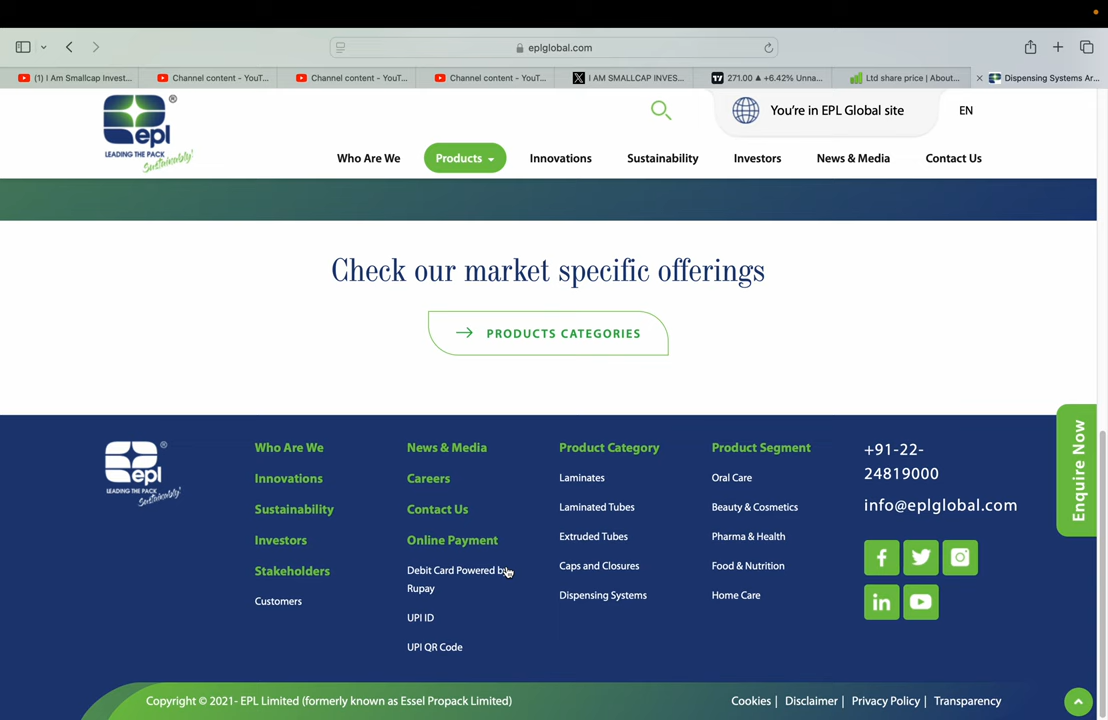 eplglobal.com
(1) I Am Smallcap Invest...
Channel content - YouT...
Channel content - YouT...
Channel content - YouT...
X
I AM SMALLCAP INVES...
271.00 ▲ +6.42% Unna...
Ltd share price | About...
Dispensing Systems Ar...
epl
LEADING THE PACK
Sustainably!
You're in EPL Global site
EN
Who Are We
Products
Innovations
Sustainability
Investors
News & Media
Contact Us
Check our market specific offerings
PRODUCTS CATEGORIES
Enquire Now
epl
LEADING THE PACK
Sustainably!
Who Are We
Innovations
Sustainability
Investors
Stakeholders
Customers
News & Media
Careers
Contact Us
Online Payment
Debit Card Powered by
Rupay
UPI ID
UPI QR Code
Product Category
Laminates
Laminated Tubes
Extruded Tubes
Caps and Closures
Dispensing Systems
Product Segment
Oral Care
Beauty & Cosmetics
Pharma & Health
Food & Nutrition
Home Care
+91-22-
24819000
info@eplglobal.com
Copyright © 2021- EPL Limited (formerly known as Essel Propack Limited)
Cookies | Disclaimer | Privacy Policy | Transparency